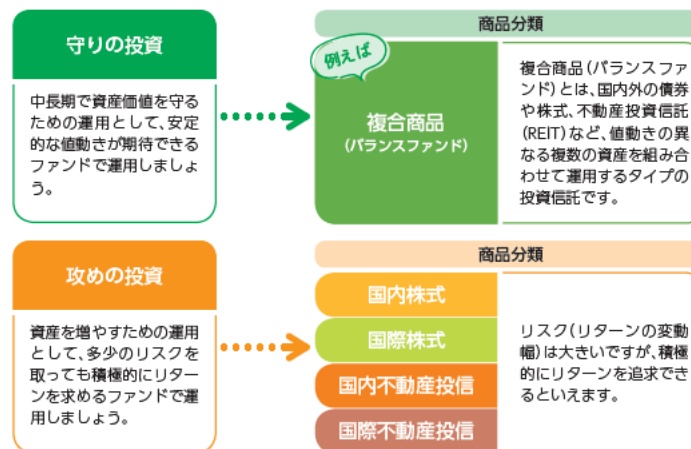 守りの投資
中長期で資産価値を守る
ための運用として、安定
的な値動きが期待できる
ファンドで運用しましょ
う。
商品分類
例えば
複合商品
(バランスファンド)
複合商品(バランスファ
ンド)とは、国内外の債券
や株式、不動産投資信託
(REIT)など、値動きの異
なる複数の資産を組み合
わせて運用するタイプの
投資信託です。
攻めの投資
資産を増やすための運用
として、多少のリスクを
取っても積極的にリター
ンを求めるファンドで運
用しましょう。
商品分類
国内株式
国際株式
国内不動産投信
国際不動産投信
リスク(リターンの変動
幅)は大きいですが、積極
的にリターンを追求でき
るといえます。